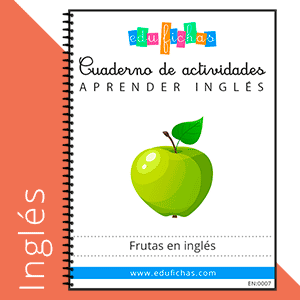 edufichas
Cuaderno de actividades
APRENDER INGLÉS
Frutas en inglés
www.edufichas.com
EN:0007
Inglés